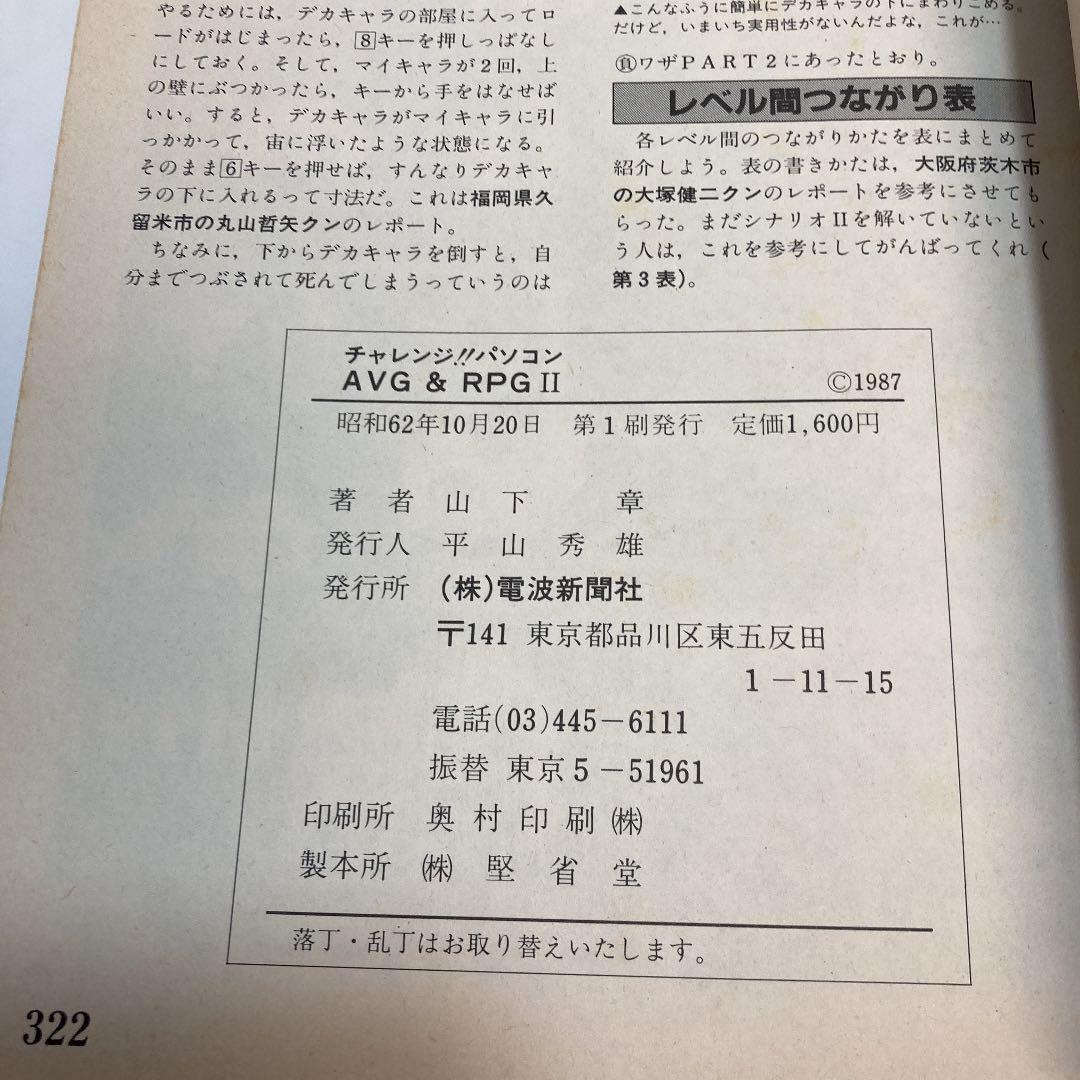 やるためには，デカキャラの部屋に入ってロ
ードがはじまったら，8キーを押しっぱなし
にしておく。そして，マイキャラが2回，上
の壁にぶつかったら，キーから手をはなせば
いい。すると，デカキャラがマイキャラに引
っかかって，宙に浮いたような状態になる。
そのまま6キーを押せば，すんなりデカキャ
ラの下に入れるって寸法だ。これは福岡県久
留米市の丸山哲矢クンのレポート。
ちなみに，下からデカキャラを倒すと，自
分までつぶされて死んでしまうっていうのは
▲こんなふうに簡単にデカキャラの下にまわりこめる。
だけど，いまいち実用性がないんだよな，これが…
㊒ワザPART2にあったとおり。
レベル間つながり表
各レベル間のつながりかたを表にまとめて
紹介しよう。表の書きかたは，大阪府茨木市
の大塚健二クンのレポートを参考にさせても
らった。まだシナリオIIを解いていないとい
う人は，これを参考にしてがんばってくれ（
第3表）。
チャレンジ!!パソコン
AVG & RPG II ©1987
昭和62年10月20日 第1刷発行 定価1,600円
著者 山下 章
発行人 平山秀雄
発行所 (株)電波新聞社
〒141 東京都品川区東五反田
1－11－15
電話(03)445－6111
振替 東京5－51961
印刷所 奥村印刷㈱
製本所 ㈱堅省堂
落丁・乱丁はお取り替えいたします。
322